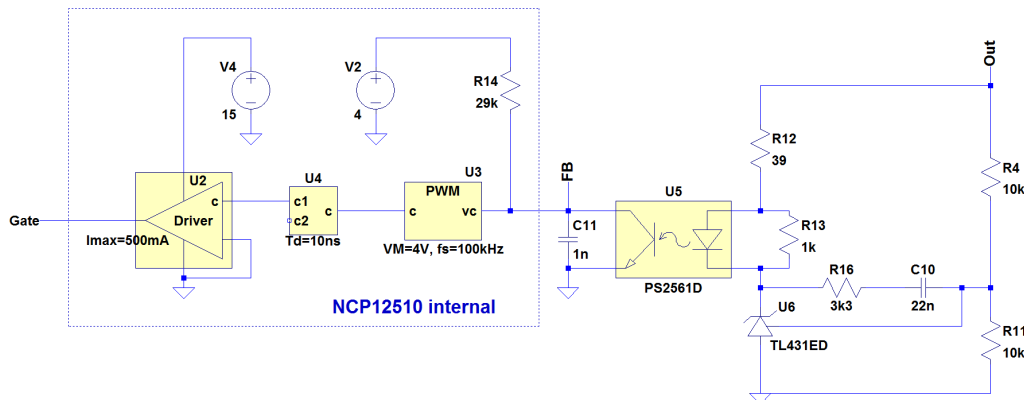 V4
15
V2
4
R14
29k
U2
c
Driver
Imax=500mA
Gate
U4
c1
c2
c
Td=10ns
U3
PWM
c
vc
VM=4V, fs=100kHz
NCP12510 internal
FB
C11
1n
U5
PS2561D
R12
39
R13
1k
R16
3k3
C10
22n
U6
TL431ED
Out
R4
10k
R11
10k